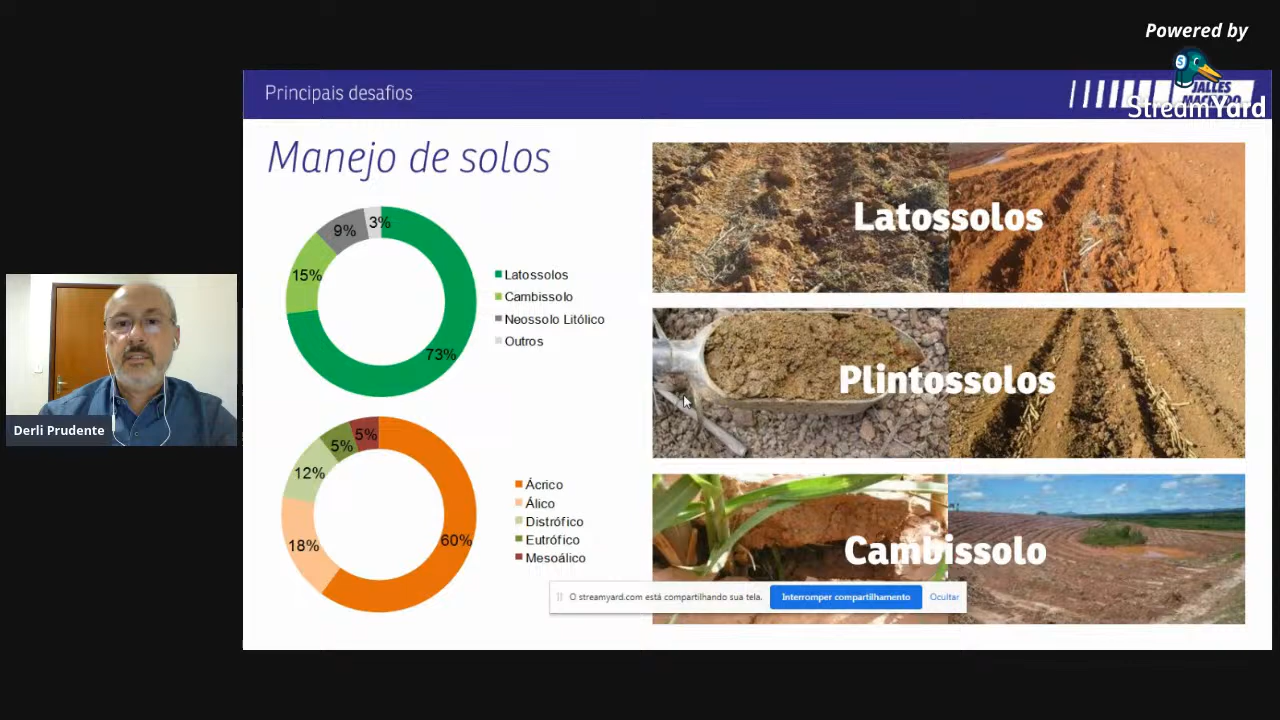 Powered by
StreamYard
Principais desafios
JALLES
Manejo de solos
3%
9%
15%
73%
Latossolos
Cambissolo
Neossolo Litólico
Outros
5%
5%
12%
18%
60%
Ácrico
Álico
Distrófico
Eutrófico
Mesoálico
Latossolos
Plintossolos
Cambissolo
O streamyard.com está compartilhando sua tela.
Interromper compartilhamento
Ocultar
Derli Prudente